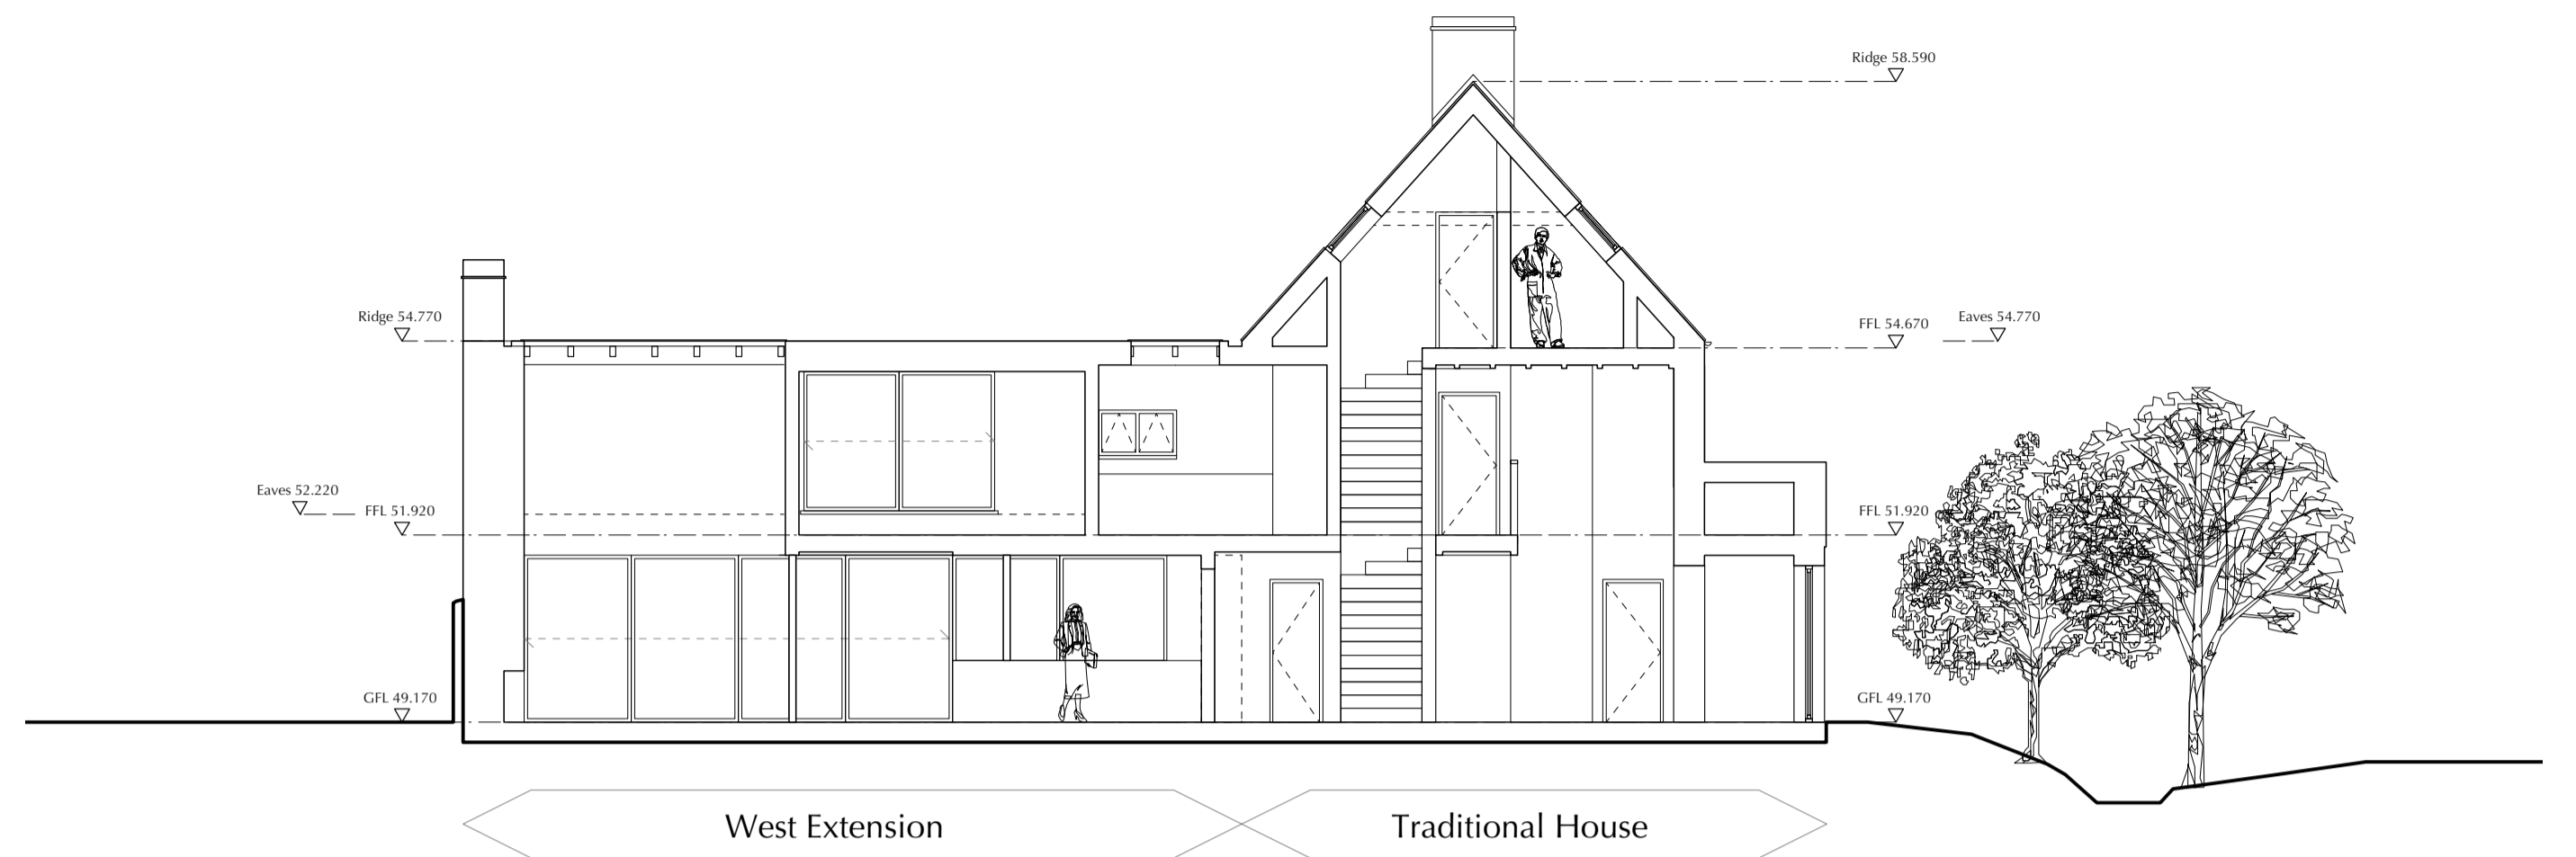 Ridge 58.590
Ridge 54.770
FFL 54.670
Eaves 54.770
Eaves 52.220
FFL 51.920
FFL 51.920
GFL 49.170
GFL 49.170
West Extension
Traditional House